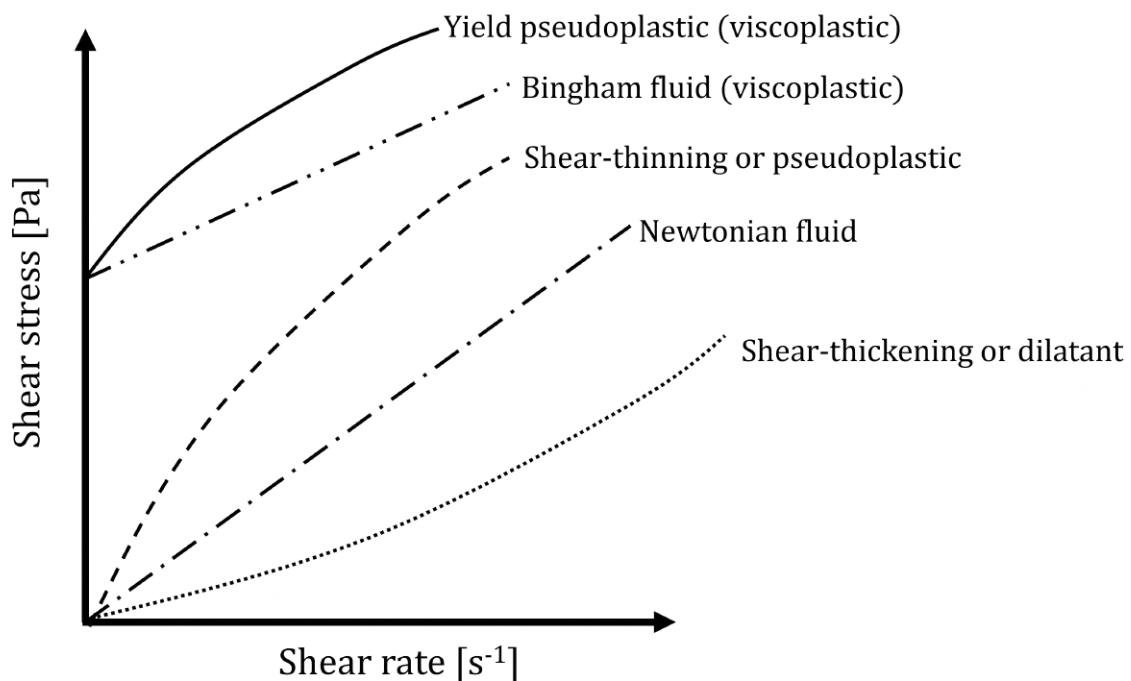 Yield pseudoplastic (viscoplastic)
Bingham fluid (viscoplastic)
Shear-thinning or pseudoplastic
Newtonian fluid
Shear-thickening or dilatant
Shear stress [Pa]
Shear rate [s⁻¹]